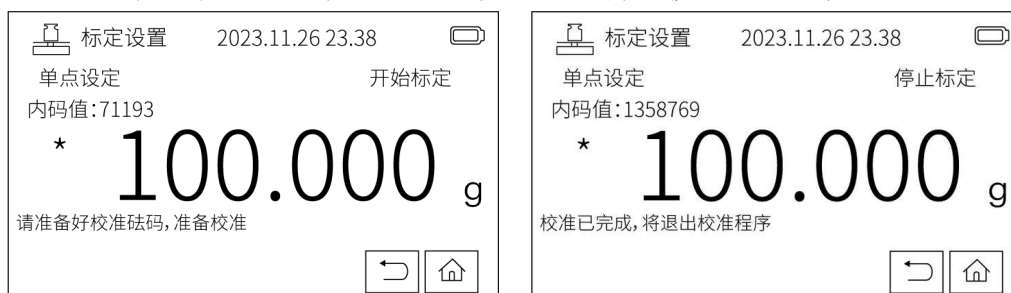 标定设置 2023.11.26 23.38
单点设定 开始标定
内码值:71193
* 100.000 g
请准备好校准砝码,准备校准
标定设置 2023.11.26 23.38
单点设定 停止标定
内码值:1358769
* 100.000 g
校准已完成,将退出校准程序